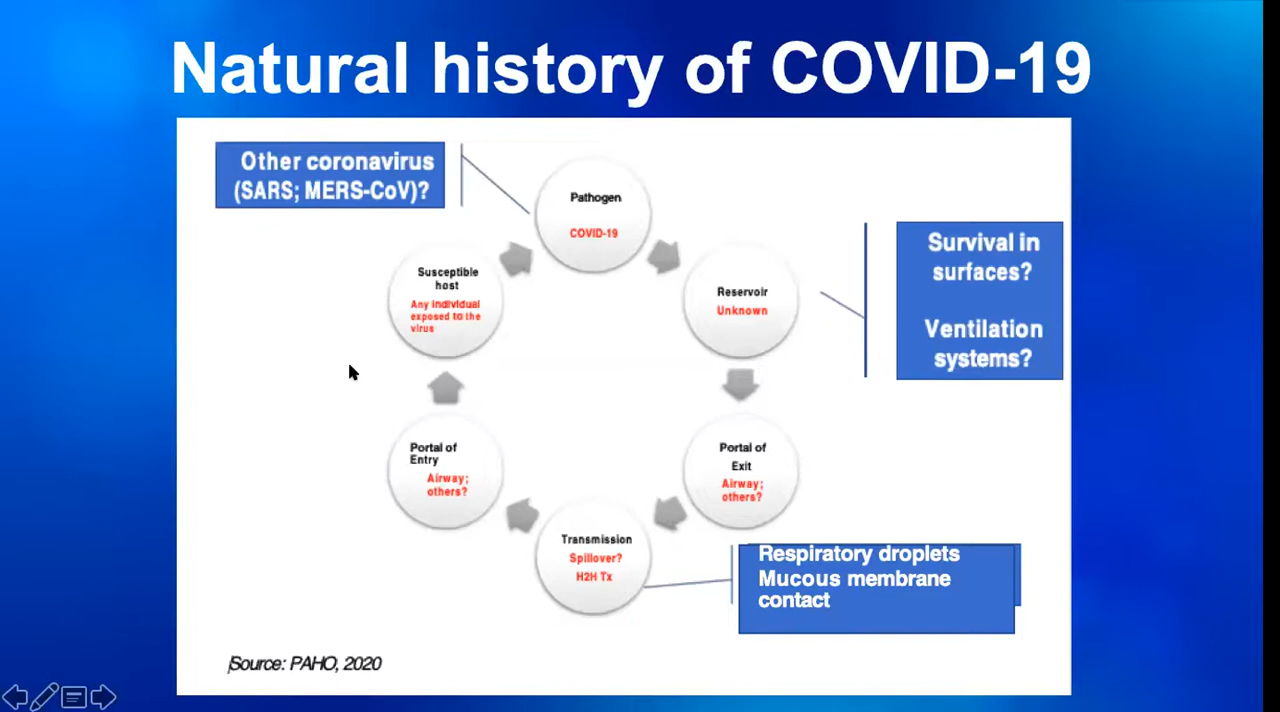 Natural history of COVID-19
Other coronavirus
(SARS; MERS-CoV)?
Pathogen
COVID-19
Survival in
surfaces?
Ventilation
systems?
Susceptible
host
Any individual
exposed to the
virus
Reservoir
Unknown
Portal of
Entry
Airway;
others?
Portal of
Exit
Airway;
others?
Transmission
Spillover?
H2H Tx
Respiratory droplets
Mucous membrane
contact
Source: PAHO, 2020